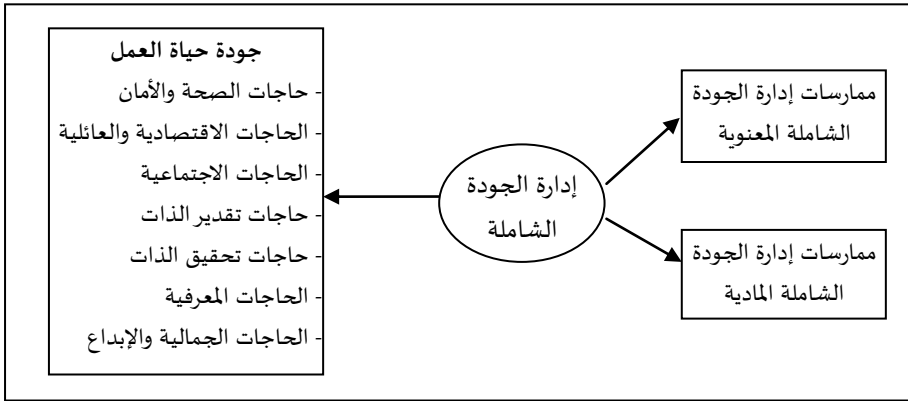 ممارسات إدارة الجودة
الشاملة المعنوية
ممارسات إدارة الجودة
الشاملة المادية
إدارة الجودة
الشاملة
جودة حياة العمل
- حاجات الصحة والأمان
- الحاجات الاقتصادية والعائلية
- الحاجات الاجتماعية
- حاجات تقدير الذات
- حاجات تحقيق الذات
- الحاجات المعرفية
- الحاجات الجمالية والإبداع